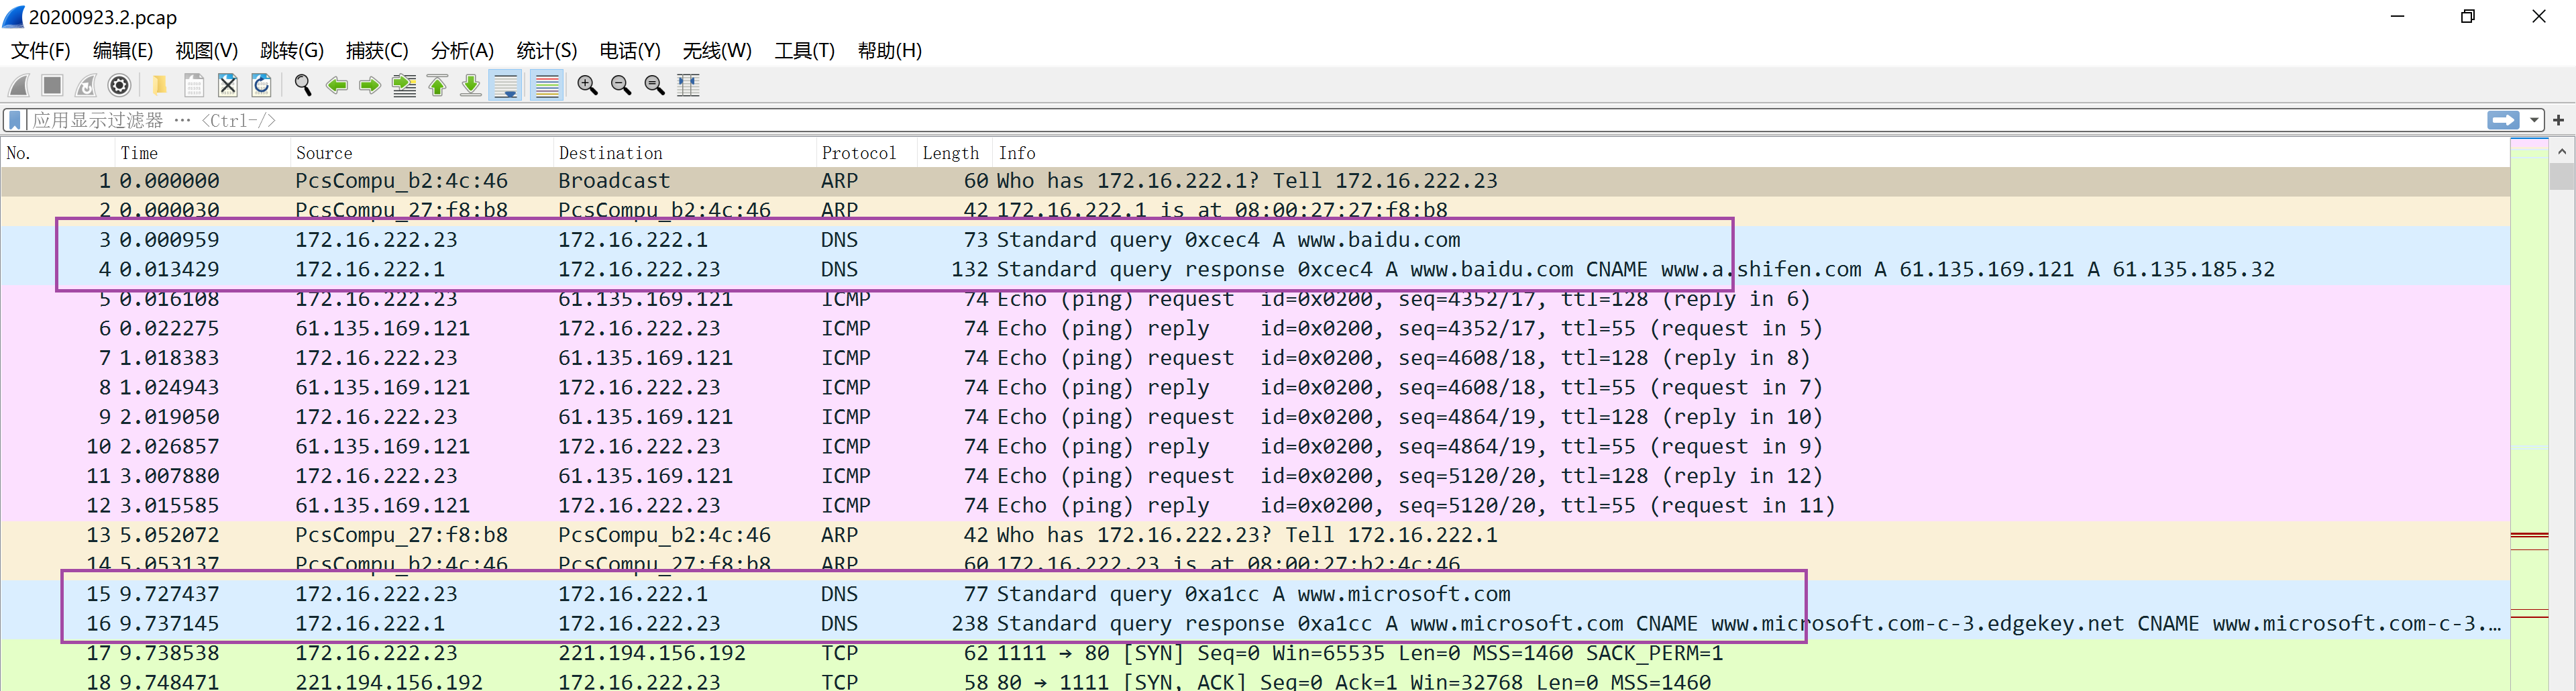 20200923.2.pcap
文件(F) 编辑(E) 视图(V) 跳转(G) 捕获(C) 分析(A) 统计(S) 电话(Y) 无线(W) 工具(T) 帮助(H)
应用显示过滤器 … <Ctrl-/>
No. Time Source Destination Protocol Length Info
1 0.000000 PcsCompu_b2:4c:46 Broadcast ARP 60 Who has 172.16.222.1? Tell 172.16.222.23
2 0.000030 PcsCompu_27:f8:b8 PcsCompu_b2:4c:46 ARP 42 172.16.222.1 is at 08:00:27:27:f8:b8
3 0.000959 172.16.222.23 172.16.222.1 DNS 73 Standard query 0xcec4 A www.baidu.com
4 0.013429 172.16.222.1 172.16.222.23 DNS 132 Standard query response 0xcec4 A www.baidu.com CNAME www.a.shifen.com A 61.135.169.121 A 61.135.185.32
5 0.016108 172.16.222.23 61.135.169.121 ICMP 74 Echo (ping) request id=0x0200, seq=4352/17, ttl=128 (reply in 6)
6 0.022275 61.135.169.121 172.16.222.23 ICMP 74 Echo (ping) reply id=0x0200, seq=4352/17, ttl=55 (request in 5)
7 1.018383 172.16.222.23 61.135.169.121 ICMP 74 Echo (ping) request id=0x0200, seq=4608/18, ttl=128 (reply in 8)
8 1.024943 61.135.169.121 172.16.222.23 ICMP 74 Echo (ping) reply id=0x0200, seq=4608/18, ttl=55 (request in 7)
9 2.019050 172.16.222.23 61.135.169.121 ICMP 74 Echo (ping) request id=0x0200, seq=4864/19, ttl=128 (reply in 10)
10 2.026857 61.135.169.121 172.16.222.23 ICMP 74 Echo (ping) reply id=0x0200, seq=4864/19, ttl=55 (request in 9)
11 3.007880 172.16.222.23 61.135.169.121 ICMP 74 Echo (ping) request id=0x0200, seq=5120/20, ttl=128 (reply in 12)
12 3.015585 61.135.169.121 172.16.222.23 ICMP 74 Echo (ping) reply id=0x0200, seq=5120/20, ttl=55 (request in 11)
13 5.052072 PcsCompu_27:f8:b8 PcsCompu_b2:4c:46 ARP 42 Who has 172.16.222.23? Tell 172.16.222.1
14 5.053137 PcsCompu_b2:4c:46 PcsCompu_27:f8:b8 ARP 60 172.16.222.23 is at 08:00:27:b2:4c:46
15 9.727437 172.16.222.23 172.16.222.1 DNS 77 Standard query 0xa1cc A www.microsoft.com
16 9.737145 172.16.222.1 172.16.222.23 DNS 238 Standard query response 0xa1cc A www.microsoft.com CNAME www.microsoft.com-c-3.edgekey.net CNAME www.microsoft.com-c-3.…
17 9.738538 172.16.222.23 221.194.156.192 TCP 62 1111 → 80 [SYN] Seq=0 Win=65535 Len=0 MSS=1460 SACK_PERM=1
18 9.748471 221.194.156.192 172.16.222.23 TCP 58 80 → 1111 [SYN, ACK] Seq=0 Ack=1 Win=32768 Len=0 MSS=1460